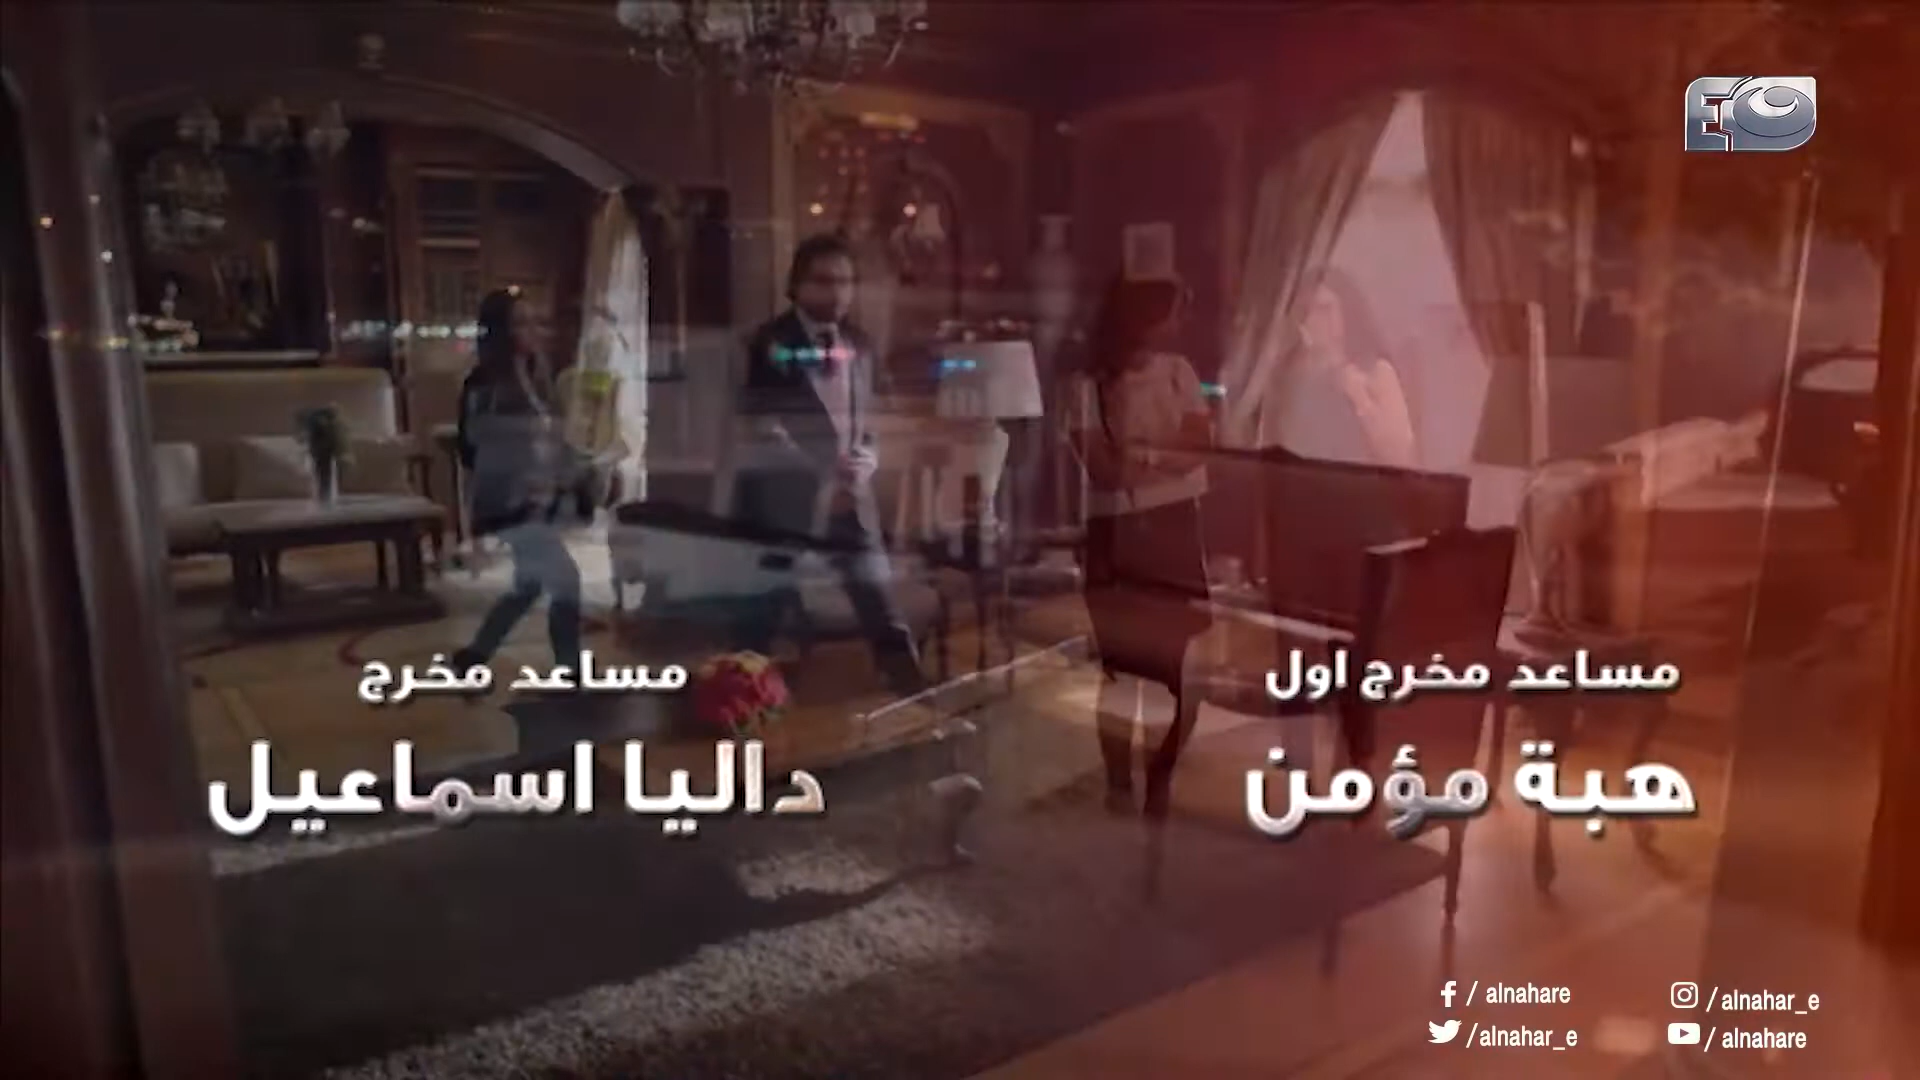 مساعد مخرج اول
هبة مؤمن
مساعد مخرج
داليا اسماعيل
/ alnahare
/ alnahar_e
/alnahar_e
/ alnahare